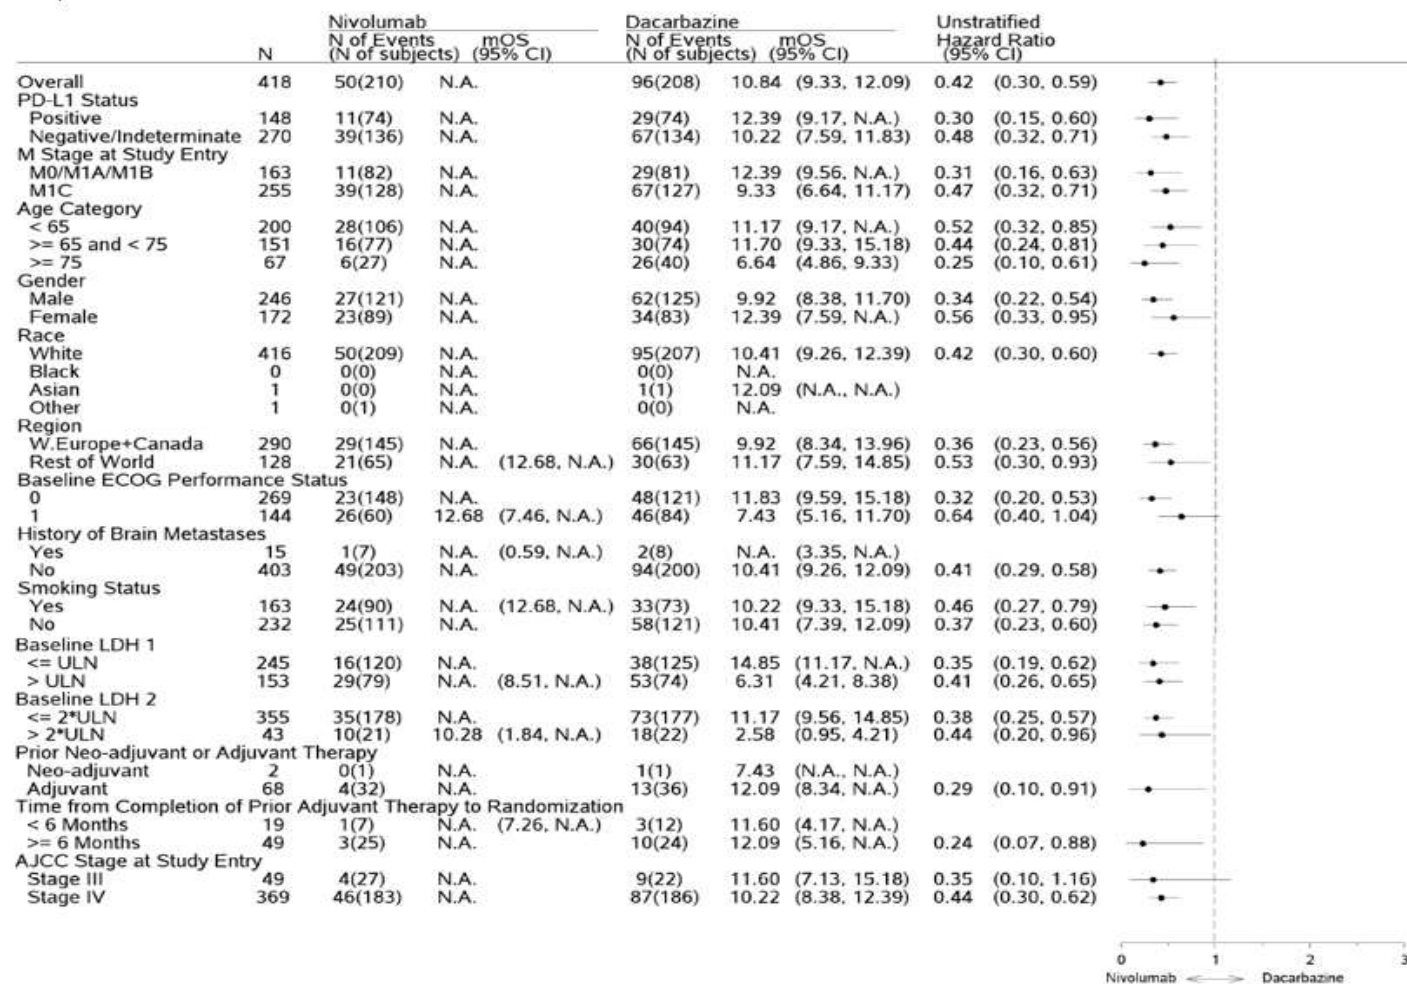 Nivolumab Dacarbazine Unstratified
N of Events mOS N of Events mOS Hazard Ratio
N (N of subjects) (95% CI) (N of subjects) (95% CI) (95% CI)
Overall 418 50(210) N.A. 96(208) 10.84 (9.33, 12.09) 0.42 (0.30, 0.59)
PD-L1 Status
Positive 148 11(74) N.A. 29(74) 12.39 (9.17, N.A.) 0.30 (0.15, 0.60)
Negative/Indeterminate 270 39(136) N.A. 67(134) 10.22 (7.59, 11.83) 0.48 (0.32, 0.71)
M Stage at Study Entry
M0/M1A/M1B 163 11(82) N.A. 29(81) 12.39 (9.56, N.A.) 0.31 (0.16, 0.63)
M1C 255 39(128) N.A. 67(127) 9.33 (6.64, 11.17) 0.47 (0.32, 0.71)
Age Category
< 65 200 28(106) N.A. 40(94) 11.17 (9.17, N.A.) 0.52 (0.32, 0.85)
>= 65 and < 75 151 16(77) N.A. 30(74) 11.70 (9.33, 15.18) 0.44 (0.24, 0.81)
>= 75 67 6(27) N.A. 26(40) 6.64 (4.86, 9.33) 0.25 (0.10, 0.61)
Gender
Male 246 27(121) N.A. 62(125) 9.92 (8.38, 11.70) 0.34 (0.22, 0.54)
Female 172 23(89) N.A. 34(83) 12.39 (7.59, N.A.) 0.56 (0.33, 0.95)
Race
White 416 50(209) N.A. 95(207) 10.41 (9.26, 12.39) 0.42 (0.30, 0.60)
Black 0 0(0) N.A. 0(0) N.A.
Asian 1 0(0) N.A. 1(1) 12.09 (N.A., N.A.)
Other 1 0(1) N.A. 0(0) N.A.
Region
W.Europe+Canada 290 29(145) N.A. 66(145) 9.92 (8.34, 13.96) 0.36 (0.23, 0.56)
Rest of World 128 21(65) N.A. (12.68, N.A.) 30(63) 11.17 (7.59, 14.85) 0.53 (0.30, 0.93)
Baseline ECOG Performance Status
0 269 23(148) N.A. 48(121) 11.83 (9.59, 15.18) 0.32 (0.20, 0.53)
1 144 26(60) 12.68 (7.46, N.A.) 46(84) 7.43 (5.16, 11.70) 0.64 (0.40, 1.04)
History of Brain Metastases
Yes 15 1(7) N.A. (0.59, N.A.) 2(8) N.A. (3.35, N.A.)
No 403 49(203) N.A. 94(200) 10.41 (9.26, 12.09) 0.41 (0.29, 0.58)
Smoking Status
Yes 163 24(90) N.A. (12.68, N.A.) 33(73) 10.22 (9.33, 15.18) 0.46 (0.27, 0.79)
No 232 25(111) N.A. 58(121) 10.41 (7.39, 12.09) 0.37 (0.23, 0.60)
Baseline LDH 1
<= ULN 245 16(120) N.A. 38(125) 14.85 (11.17, N.A.) 0.35 (0.19, 0.62)
> ULN 153 29(79) N.A. (8.51, N.A.) 53(74) 6.31 (4.21, 8.38) 0.41 (0.26, 0.65)
Baseline LDH 2
<= 2*ULN 355 35(178) N.A. 73(177) 11.17 (9.56, 14.85) 0.38 (0.25, 0.57)
> 2*ULN 43 10(21) 10.28 (1.84, N.A.) 18(22) 2.58 (0.95, 4.21) 0.44 (0.20, 0.96)
Prior Neo-adjuvant or Adjuvant Therapy
Neo-adjuvant 2 0(1) N.A. 1(1) 7.43 (N.A., N.A.)
Adjuvant 68 4(32) N.A. 13(36) 12.09 (8.34, N.A.) 0.29 (0.10, 0.91)
Time from Completion of Prior Adjuvant Therapy to Randomization
< 6 Months 19 1(7) N.A. (7.26, N.A.) 3(12) 11.60 (4.17, N.A.)
>= 6 Months 49 3(25) N.A. 10(24) 12.09 (5.16, N.A.) 0.24 (0.07, 0.88)
AJCC Stage at Study Entry
Stage III 49 4(27) N.A. 9(22) 11.60 (7.13, 15.18) 0.35 (0.10, 1.16)
Stage IV 369 46(183) N.A. 87(186) 10.22 (8.38, 12.39) 0.44 (0.30, 0.62)
0 1 2 3
Nivolumab Dacarbazine